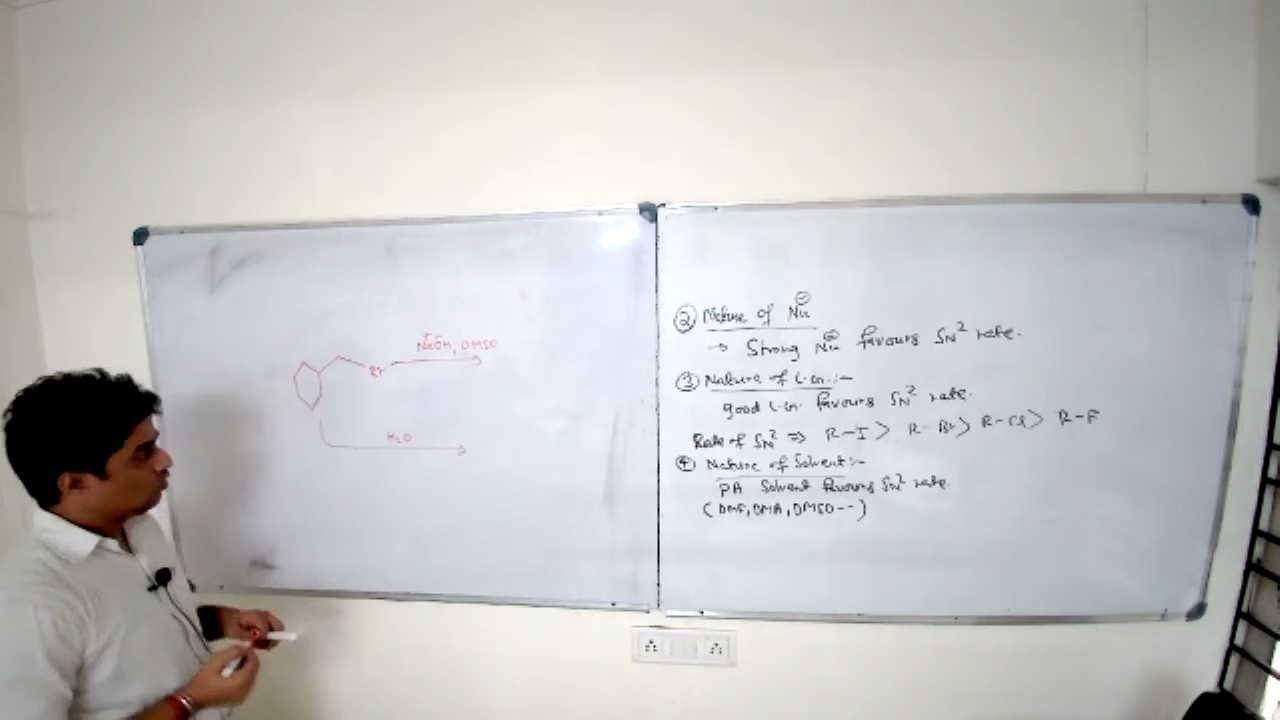 NaOH, DMSO
Br
H2O
② Nature of Nu⊖
→ Strong Nu⊖ favours SN2 rate.
③ Nature of L.G.:-
good L.G. favours SN2 rate.
Rate of SN2 ⇒ R-I > R-Br > R-Cl > R-F
④ Nature of Solvent:-
PA Solvent favours SN2 rate
(DMF, DMA, DMSO--)